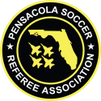 PENSACOLA SOCCER
REFEREE ASSOCIATION